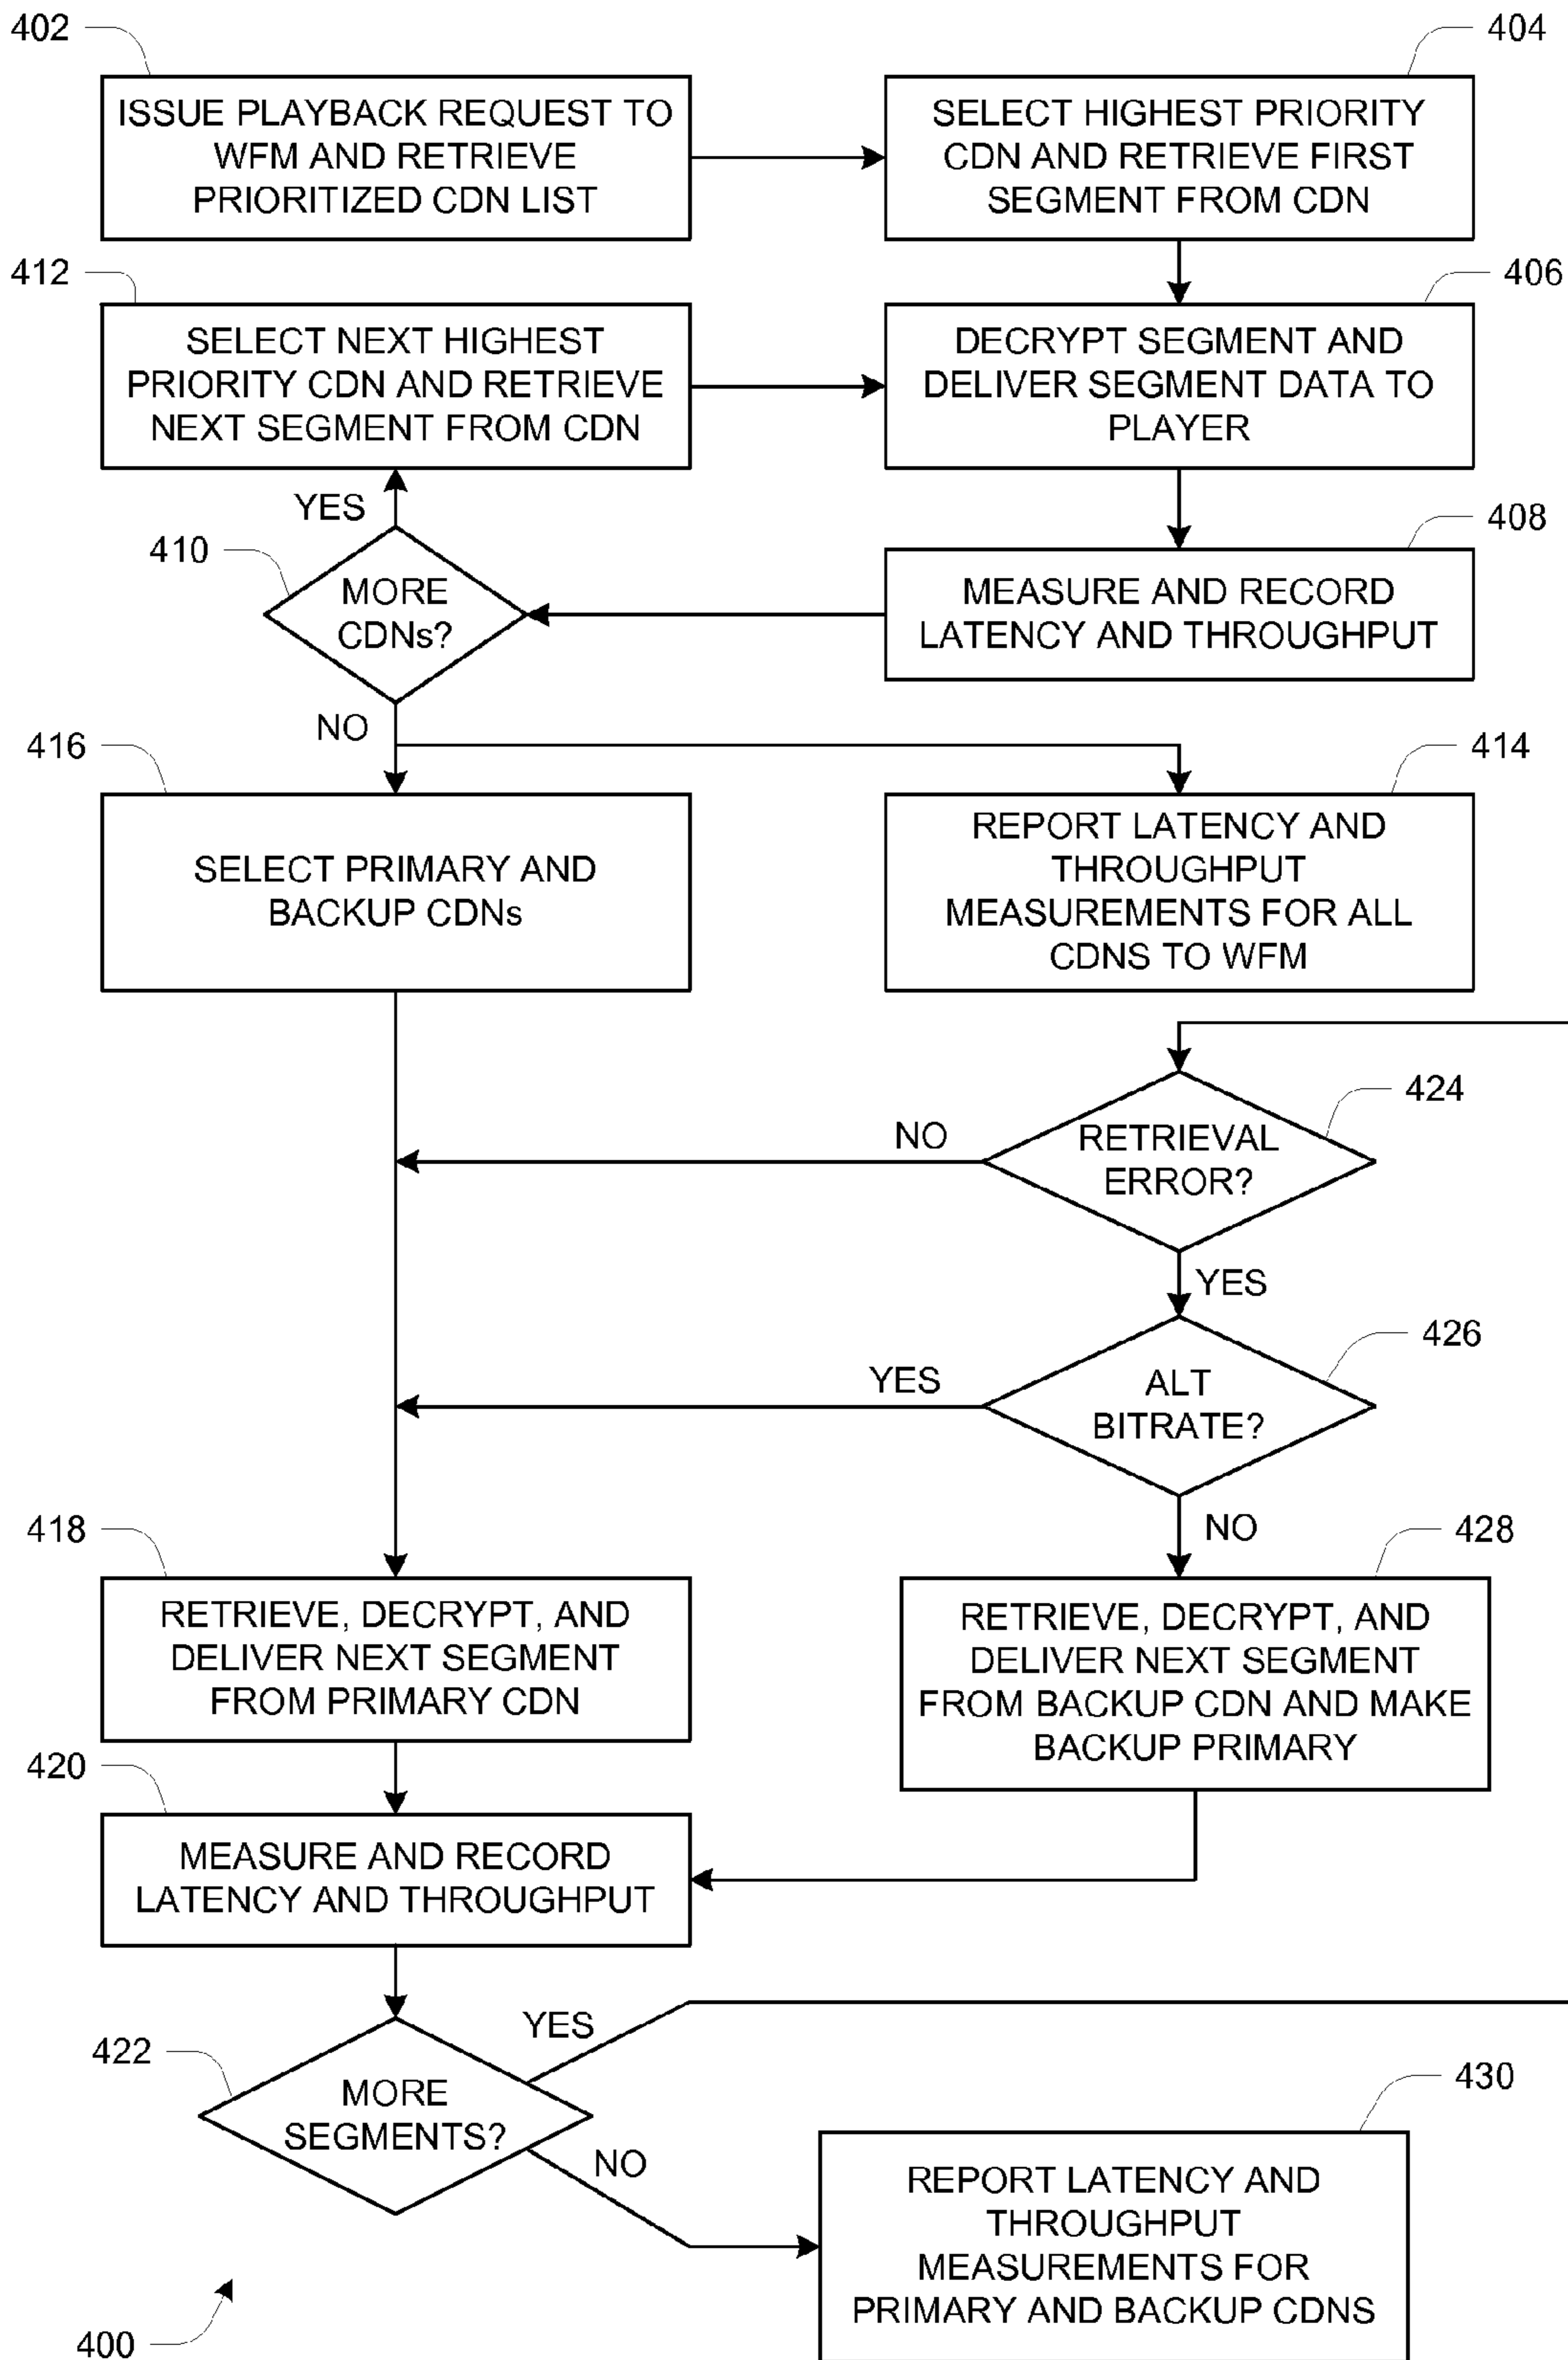 402
404
ISSUE PLAYBACK REQUEST TO
WFM AND RETRIEVE
PRIORITIZED CDN LIST
SELECT HIGHEST PRIORITY
CDN AND RETRIEVE FIRST
SEGMENT FROM CDN
412
406
SELECT NEXT HIGHEST
PRIORITY CDN AND RETRIEVE
NEXT SEGMENT FROM CDN
DECRYPT SEGMENT AND
DELIVER SEGMENT DATA TO
PLAYER
YES
408
410
MORE
CDNs?
MEASURE AND RECORD
LATENCY AND THROUGHPUT
NO
416
414
SELECT PRIMARY AND
BACKUP CDNs
REPORT LATENCY AND
THROUGHPUT
MEASUREMENTS FOR ALL
CDNS TO WFM
424
NO
RETRIEVAL
ERROR?
YES
426
YES
ALT
BITRATE?
NO
418
428
RETRIEVE, DECRYPT, AND
DELIVER NEXT SEGMENT
FROM PRIMARY CDN
RETRIEVE, DECRYPT, AND
DELIVER NEXT SEGMENT
FROM BACKUP CDN AND MAKE
BACKUP PRIMARY
420
MEASURE AND RECORD
LATENCY AND THROUGHPUT
YES
422
MORE
SEGMENTS?
430
NO
REPORT LATENCY AND
THROUGHPUT
MEASUREMENTS FOR
PRIMARY AND BACKUP CDNS
400